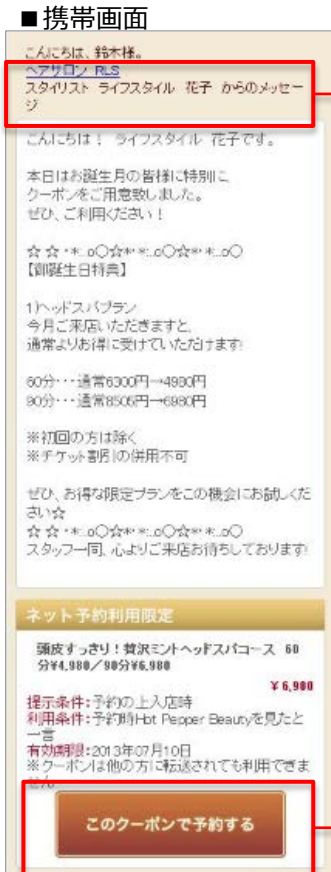 ■携帯画面
こんにちは、鈴木様。
ヘアサロン RLS
スタイリスト ライフスタイル 花子 からのメッセー
ジ
こんにちは！ ライフスタイル 花子です。
本日はお誕生月の皆様に特別に
クーポンをご用意致しました。
ぜひ、ご利用ください！
☆ ☆ ･*:..o○☆*･*:..o○☆*･*:..o○
【御誕生日特典】
1)ヘッドスパプラン
今月ご来店いただきますと、
通常よりお得に受けていただけます!
60分･･･通常6300円→4980円
90分･･･通常8505円→6980円
※初回の方は除く
※チケット割引の併用不可
ぜひ、お得な限定プランをこの機会にお試しくだ
さい☆
☆ ☆ ･*:..o○☆*･*:..o○☆*･*:..o○
スタッフ一同、心よりご来店お待ちしております!
ネット予約利用限定
頭皮すっきり！贅沢ミントヘッドスパコース 60
分¥4,980／90分¥6,980
¥6,980
提示条件:予約の上入店時
利用条件:予約時Hot Pepper Beautyを見たと
一言
有効期限:2013年07月10日
※クーポンは他の方に転送されても利用できま
せん
このクーポンで予約する